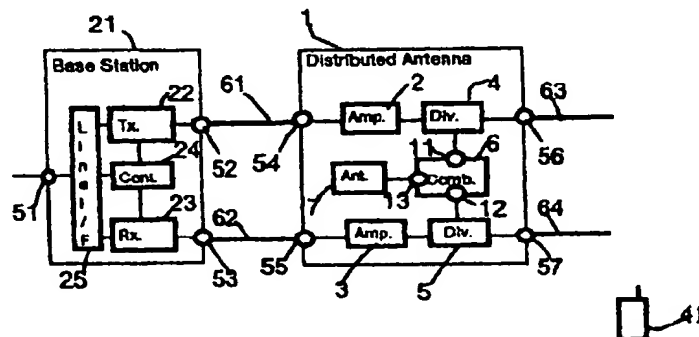 21
1
Base Station
Distributed Antenna
22
61
2
4
63
Line I/F
Tx.
Amp.
Div.
52
54
11
6
56
24
Cont.
Ant.
Comb.
51
7
13
12
23
62
64
Rx.
Amp.
Div.
25
53
55
3
5
57
41